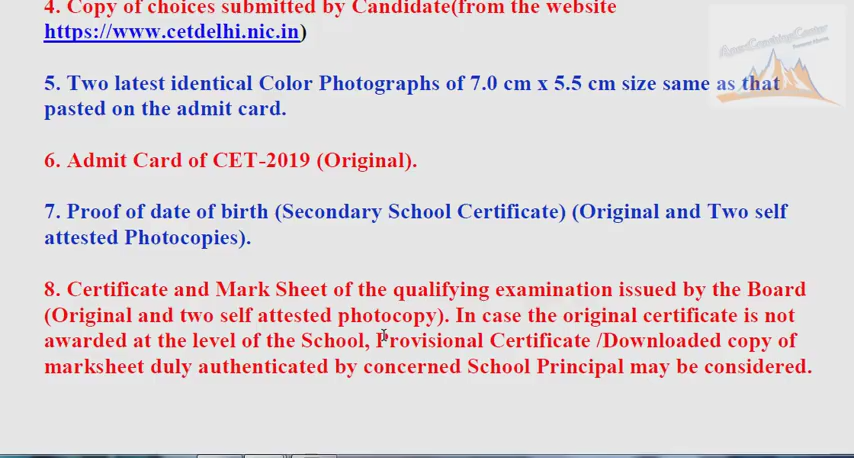 4. Copy of choices submitted by Candidate(from the website
https://www.cetdelhi.nic.in)
5. Two latest identical Color Photographs of 7.0 cm x 5.5 cm size same as that
pasted on the admit card.
6. Admit Card of CET-2019 (Original).
7. Proof of date of birth (Secondary School Certificate) (Original and Two self
attested Photocopies).
8. Certificate and Mark Sheet of the qualifying examination issued by the Board
(Original and two self attested photocopy). In case the original certificate is not
awarded at the level of the School, Provisional Certificate /Downloaded copy of
marksheet duly authenticated by concerned School Principal may be considered.